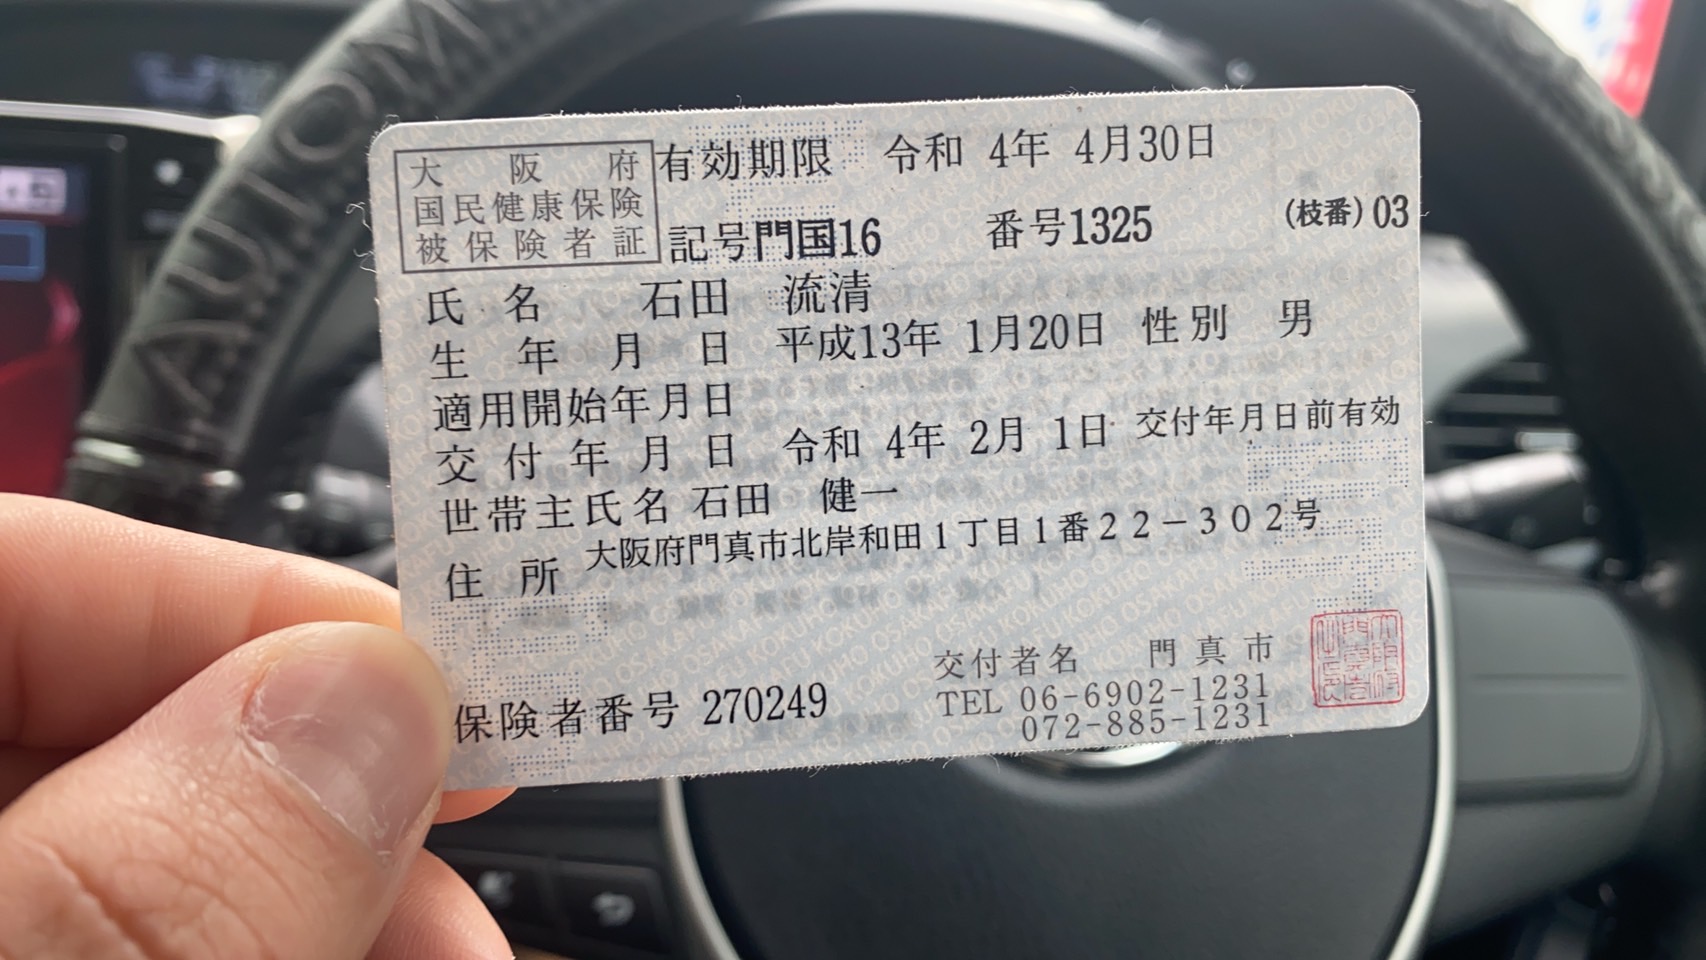 大阪府
国民健康保険
被保険者証
有効期限 令和 4年 4月30日
記号門国16 番号1325 (枝番)03
氏名 石田 流清
生年月日 平成13年 1月20日 性別 男
適用開始年月日
交付年月日 令和 4年 2月 1日 交付年月日前有効
世帯主氏名 石田 健一
住所 大阪府門真市北岸和田1丁目1番22-302号
保険者番号 270249
交付者名 門真市
TEL 06-6902-1231
072-885-1231